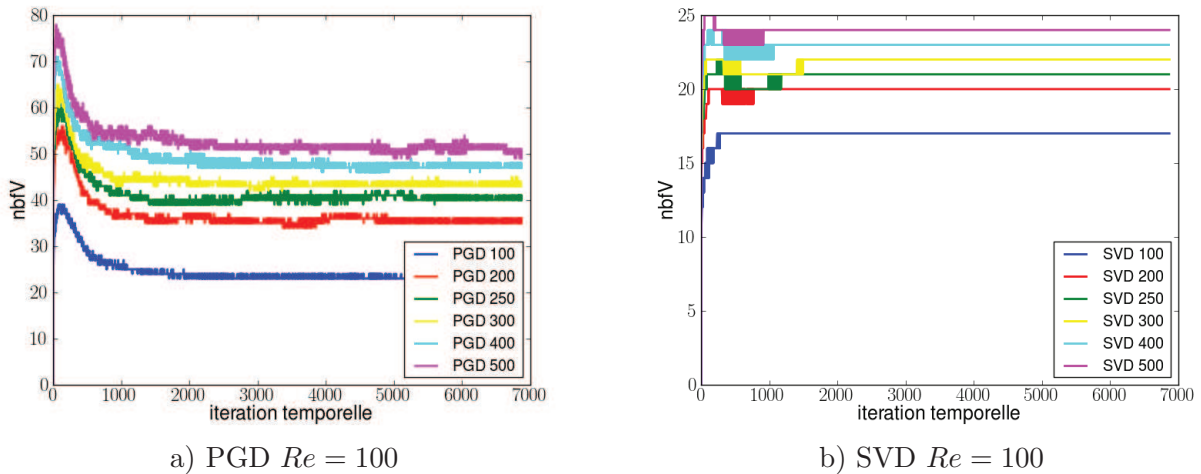 80
70
60
50
40
30
20
10
0
nbfV
0 1000 2000 3000 4000 5000 6000 7000
iteration temporelle
PGD 100
PGD 200
PGD 250
PGD 300
PGD 400
PGD 500
a) PGD Re = 100
25
20
15
10
5
0
nbfV
0 1000 2000 3000 4000 5000 6000 7000
iteration temporelle
SVD 100
SVD 200
SVD 250
SVD 300
SVD 400
SVD 500
b) SVD Re = 100